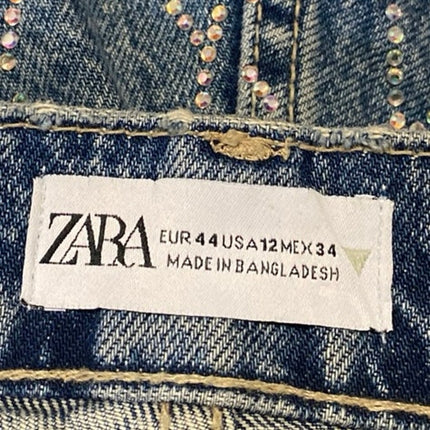 ZARA
EUR 44 USA 12 MEX 34
MADE IN BANGLADESH